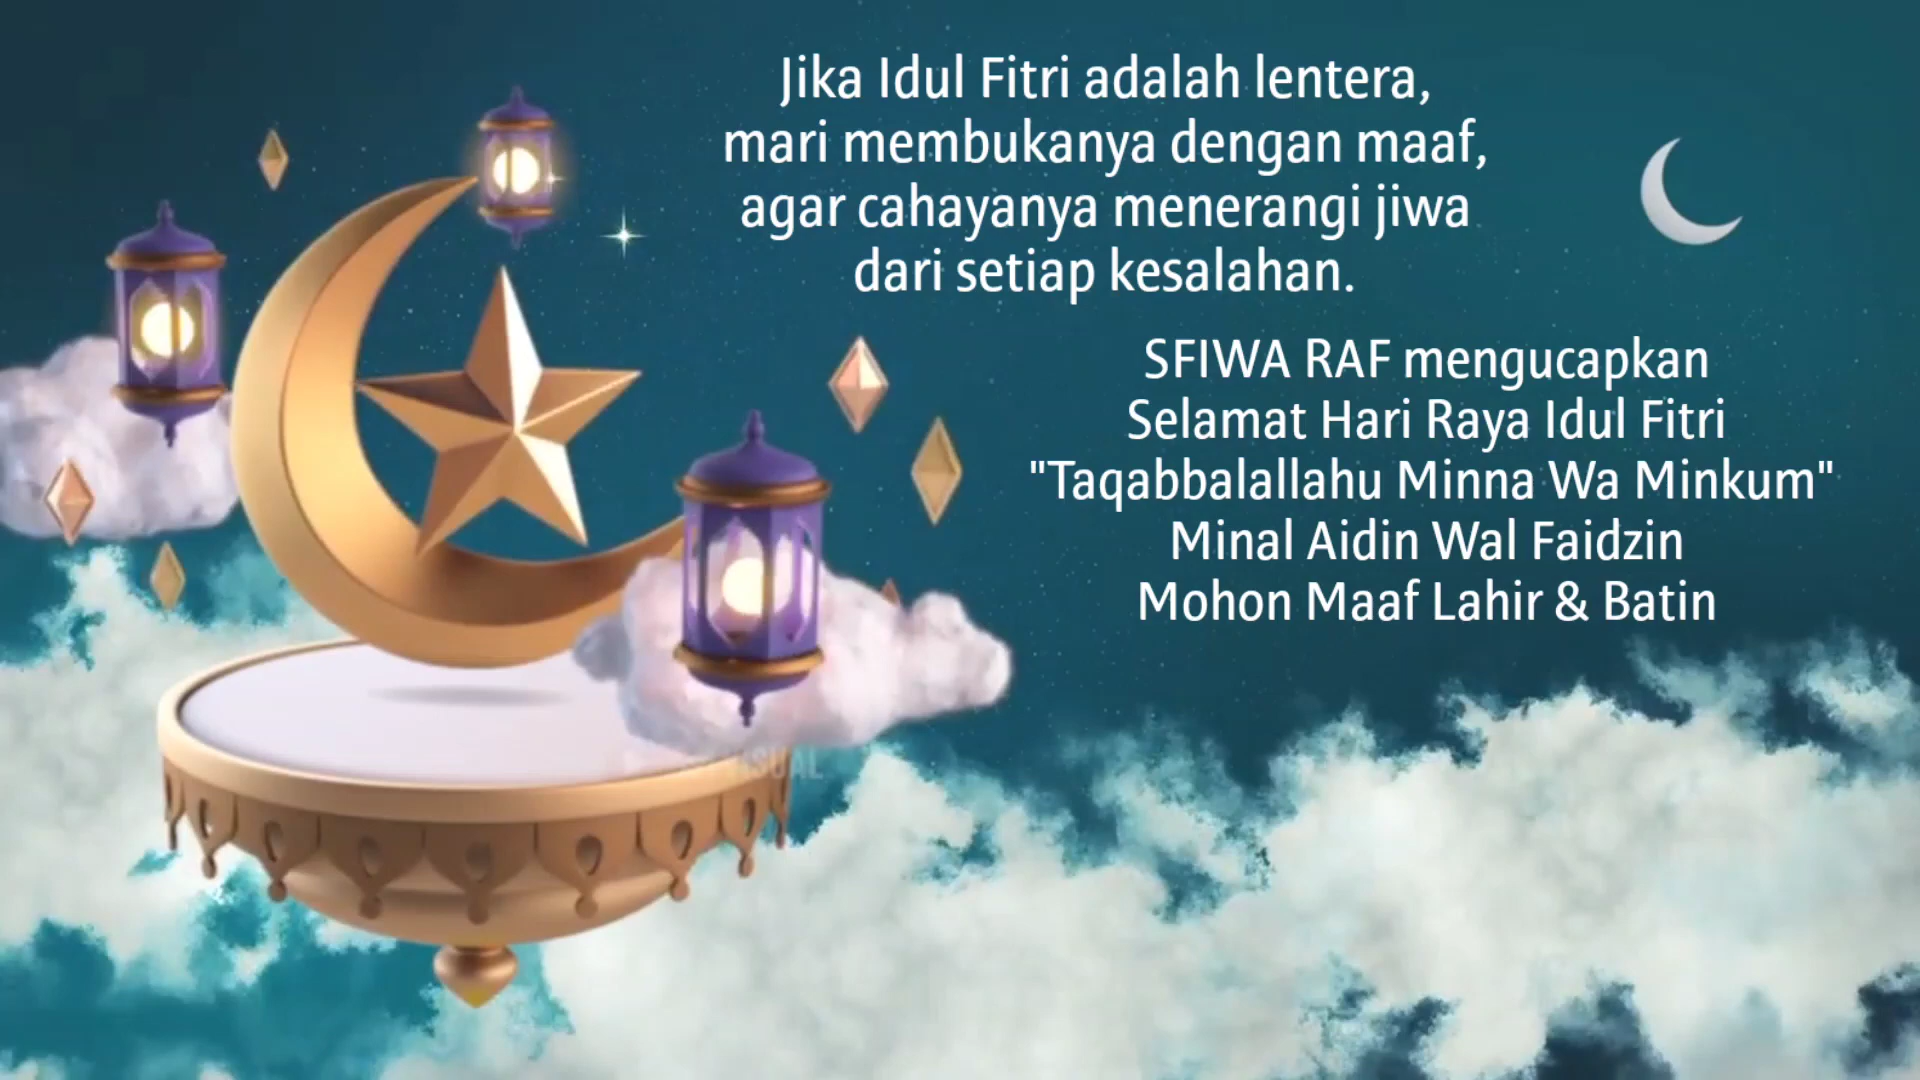 Jika Idul Fitri adalah lentera,
mari membukanya dengan maaf,
agar cahayanya menerangi jiwa
dari setiap kesalahan.
SFIWA RAF mengucapkan
Selamat Hari Raya Idul Fitri
"Taqabbalallahu Minna Wa Minkum"
Minal Aidin Wal Faidzin
Mohon Maaf Lahir & Batin